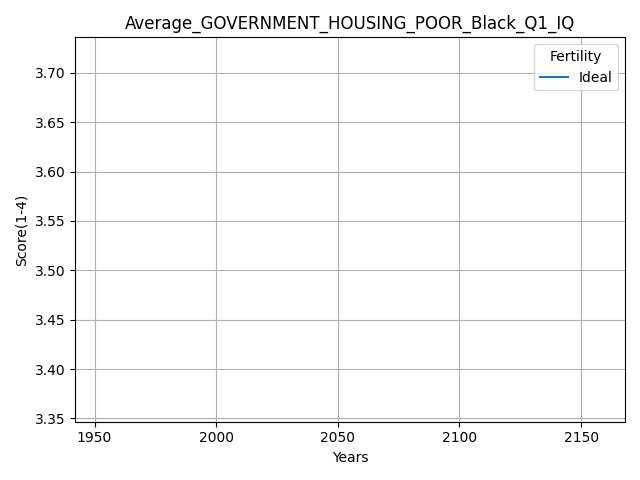 Average_GOVERNMENT_HOUSING_POOR_Black_Q1_IQ
Fertility
Ideal
3.70
3.65
3.60
3.55
3.50
3.45
3.40
3.35
Score(1-4)
1950 2000 2050 2100 2150
Years